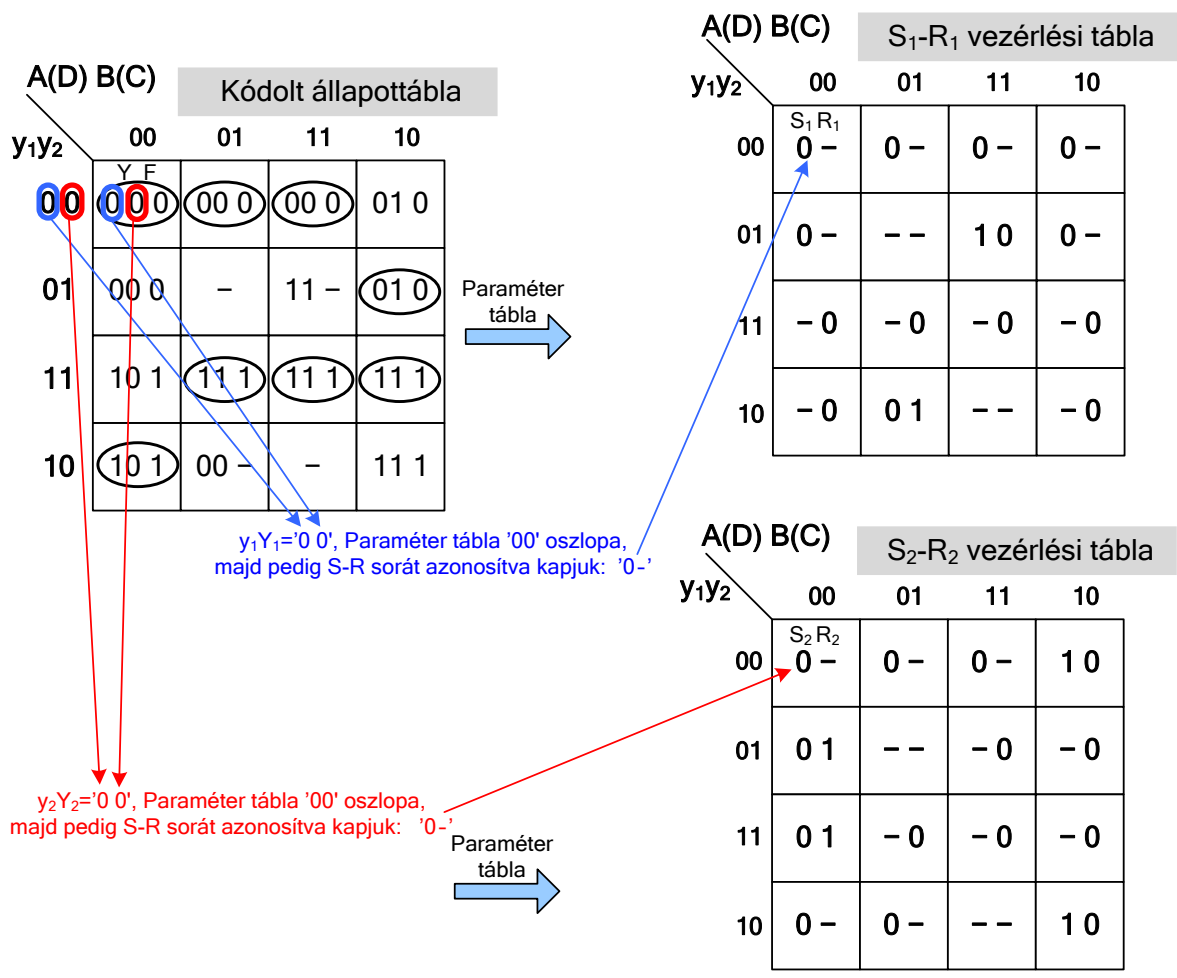 A(D) B(C)
Kódolt állapottábla
y₁y₂
00 01 11 10
Y F
00 00 0 00 0 00 0 01 0
01 00 0 – 11 – 01 0
11 10 1 11 1 11 1 11 1
10 10 1 00 – – 11 1
Paraméter
tábla
y₁Y₁='0 0', Paraméter tábla '00' oszlopa,
majd pedig S-R sorát azonosítva kapjuk: '0-'
A(D) B(C)
S₁-R₁ vezérlési tábla
y₁y₂
00 01 11 10
S₁ R₁
00 0 – 0 – 0 – 0 –
01 0 – – – 1 0 0 –
11 – 0 – 0 – 0 – 0
10 – 0 0 1 – – – 0
A(D) B(C)
S₂-R₂ vezérlési tábla
y₁y₂
00 01 11 10
S₂ R₂
00 0 – 0 – 0 – 1 0
01 0 1 – – – 0 – 0
11 0 1 – 0 – 0 – 0
10 0 – 0 – – – 1 0
y₂Y₂='0 0', Paraméter tábla '00' oszlopa,
majd pedig S-R sorát azonosítva kapjuk: '0-'
Paraméter
tábla